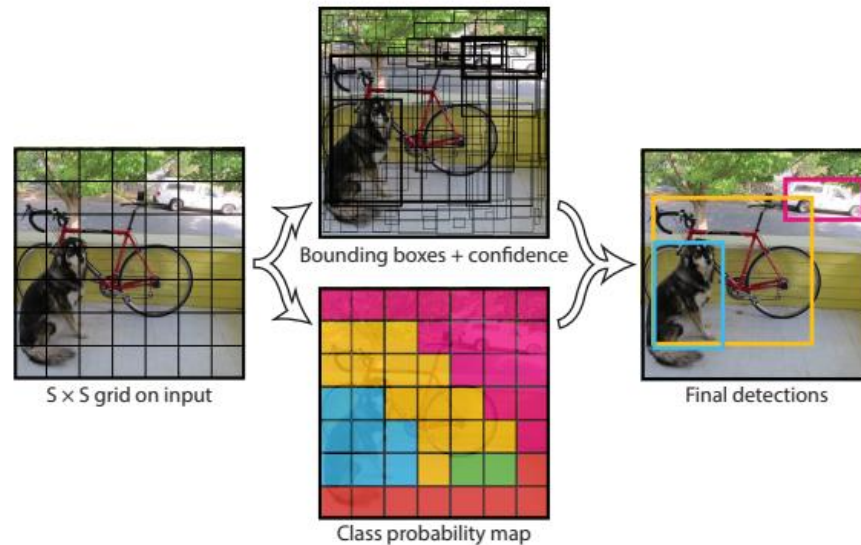 Bounding boxes + confidence
S × S grid on input
Final detections
Class probability map